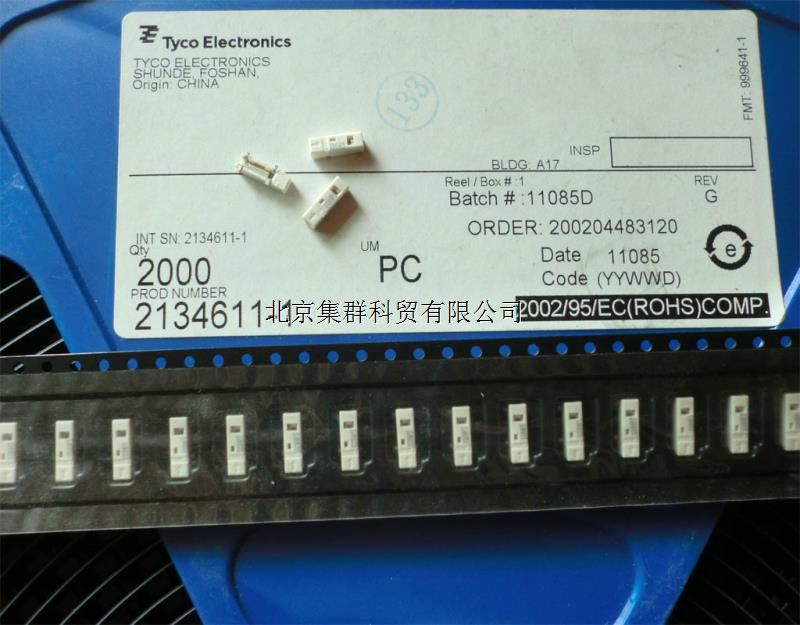 Tyco Electronics
TYCO ELECTRONICS
SHUNDE, FOSHAN,
Origin: CHINA
133
FMT: 999641-1
INSP
BLDG: A17
Reel / Box # :1
REV
Batch # :11085D
G
ORDER: 200204483120
INT SN: 2134611-1
Qty
UM
Date 11085
2000
PC
Code (YYWWD)
e
PROD NUMBER
2134611-1
北京集群科贸有限公司
2002/95/EC(ROHS)COMP.